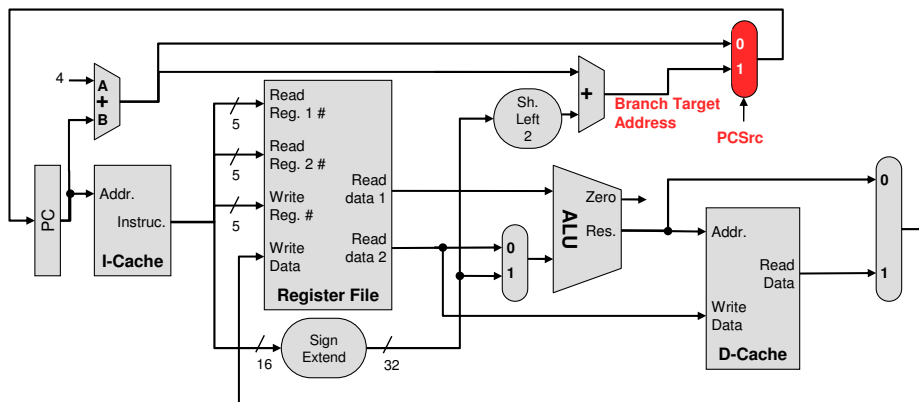 0
4
A
+
B
1
Read
Reg. 1 #
5
Sh.
Left
2
+
Branch Target
Address
PCSrc
Read
Reg. 2 #
5
Write
Reg. #
5
Read
data 1
Zero
0
PC
Addr.
Instruc.
I-Cache
Write
Data
Read
data 2
0
1
ALU
Res.
Addr.
Read
Data
1
Register File
Write
Data
D-Cache
Sign
Extend
16
32